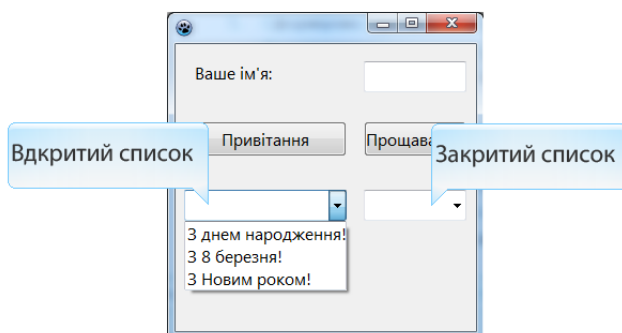 Ваше ім'я:
Вдкритий список
Привітання
Прощава
Закритий список
З днем народження!
З 8 березня!
З Новим роком!